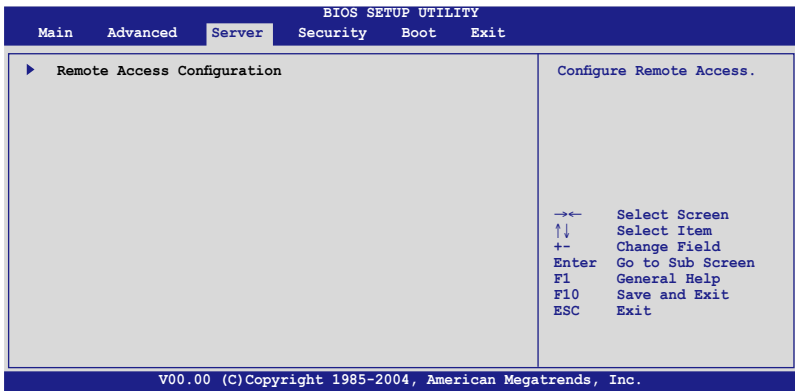 BIOS SETUP UTILITY
Main Advanced Server Security Boot Exit
Remote Access Configuration
Configure Remote Access.
→← Select Screen
↑↓ Select Item
+- Change Field
Enter Go to Sub Screen
F1 General Help
F10 Save and Exit
ESC Exit
V00.00 (C)Copyright 1985-2004, American Megatrends, Inc.